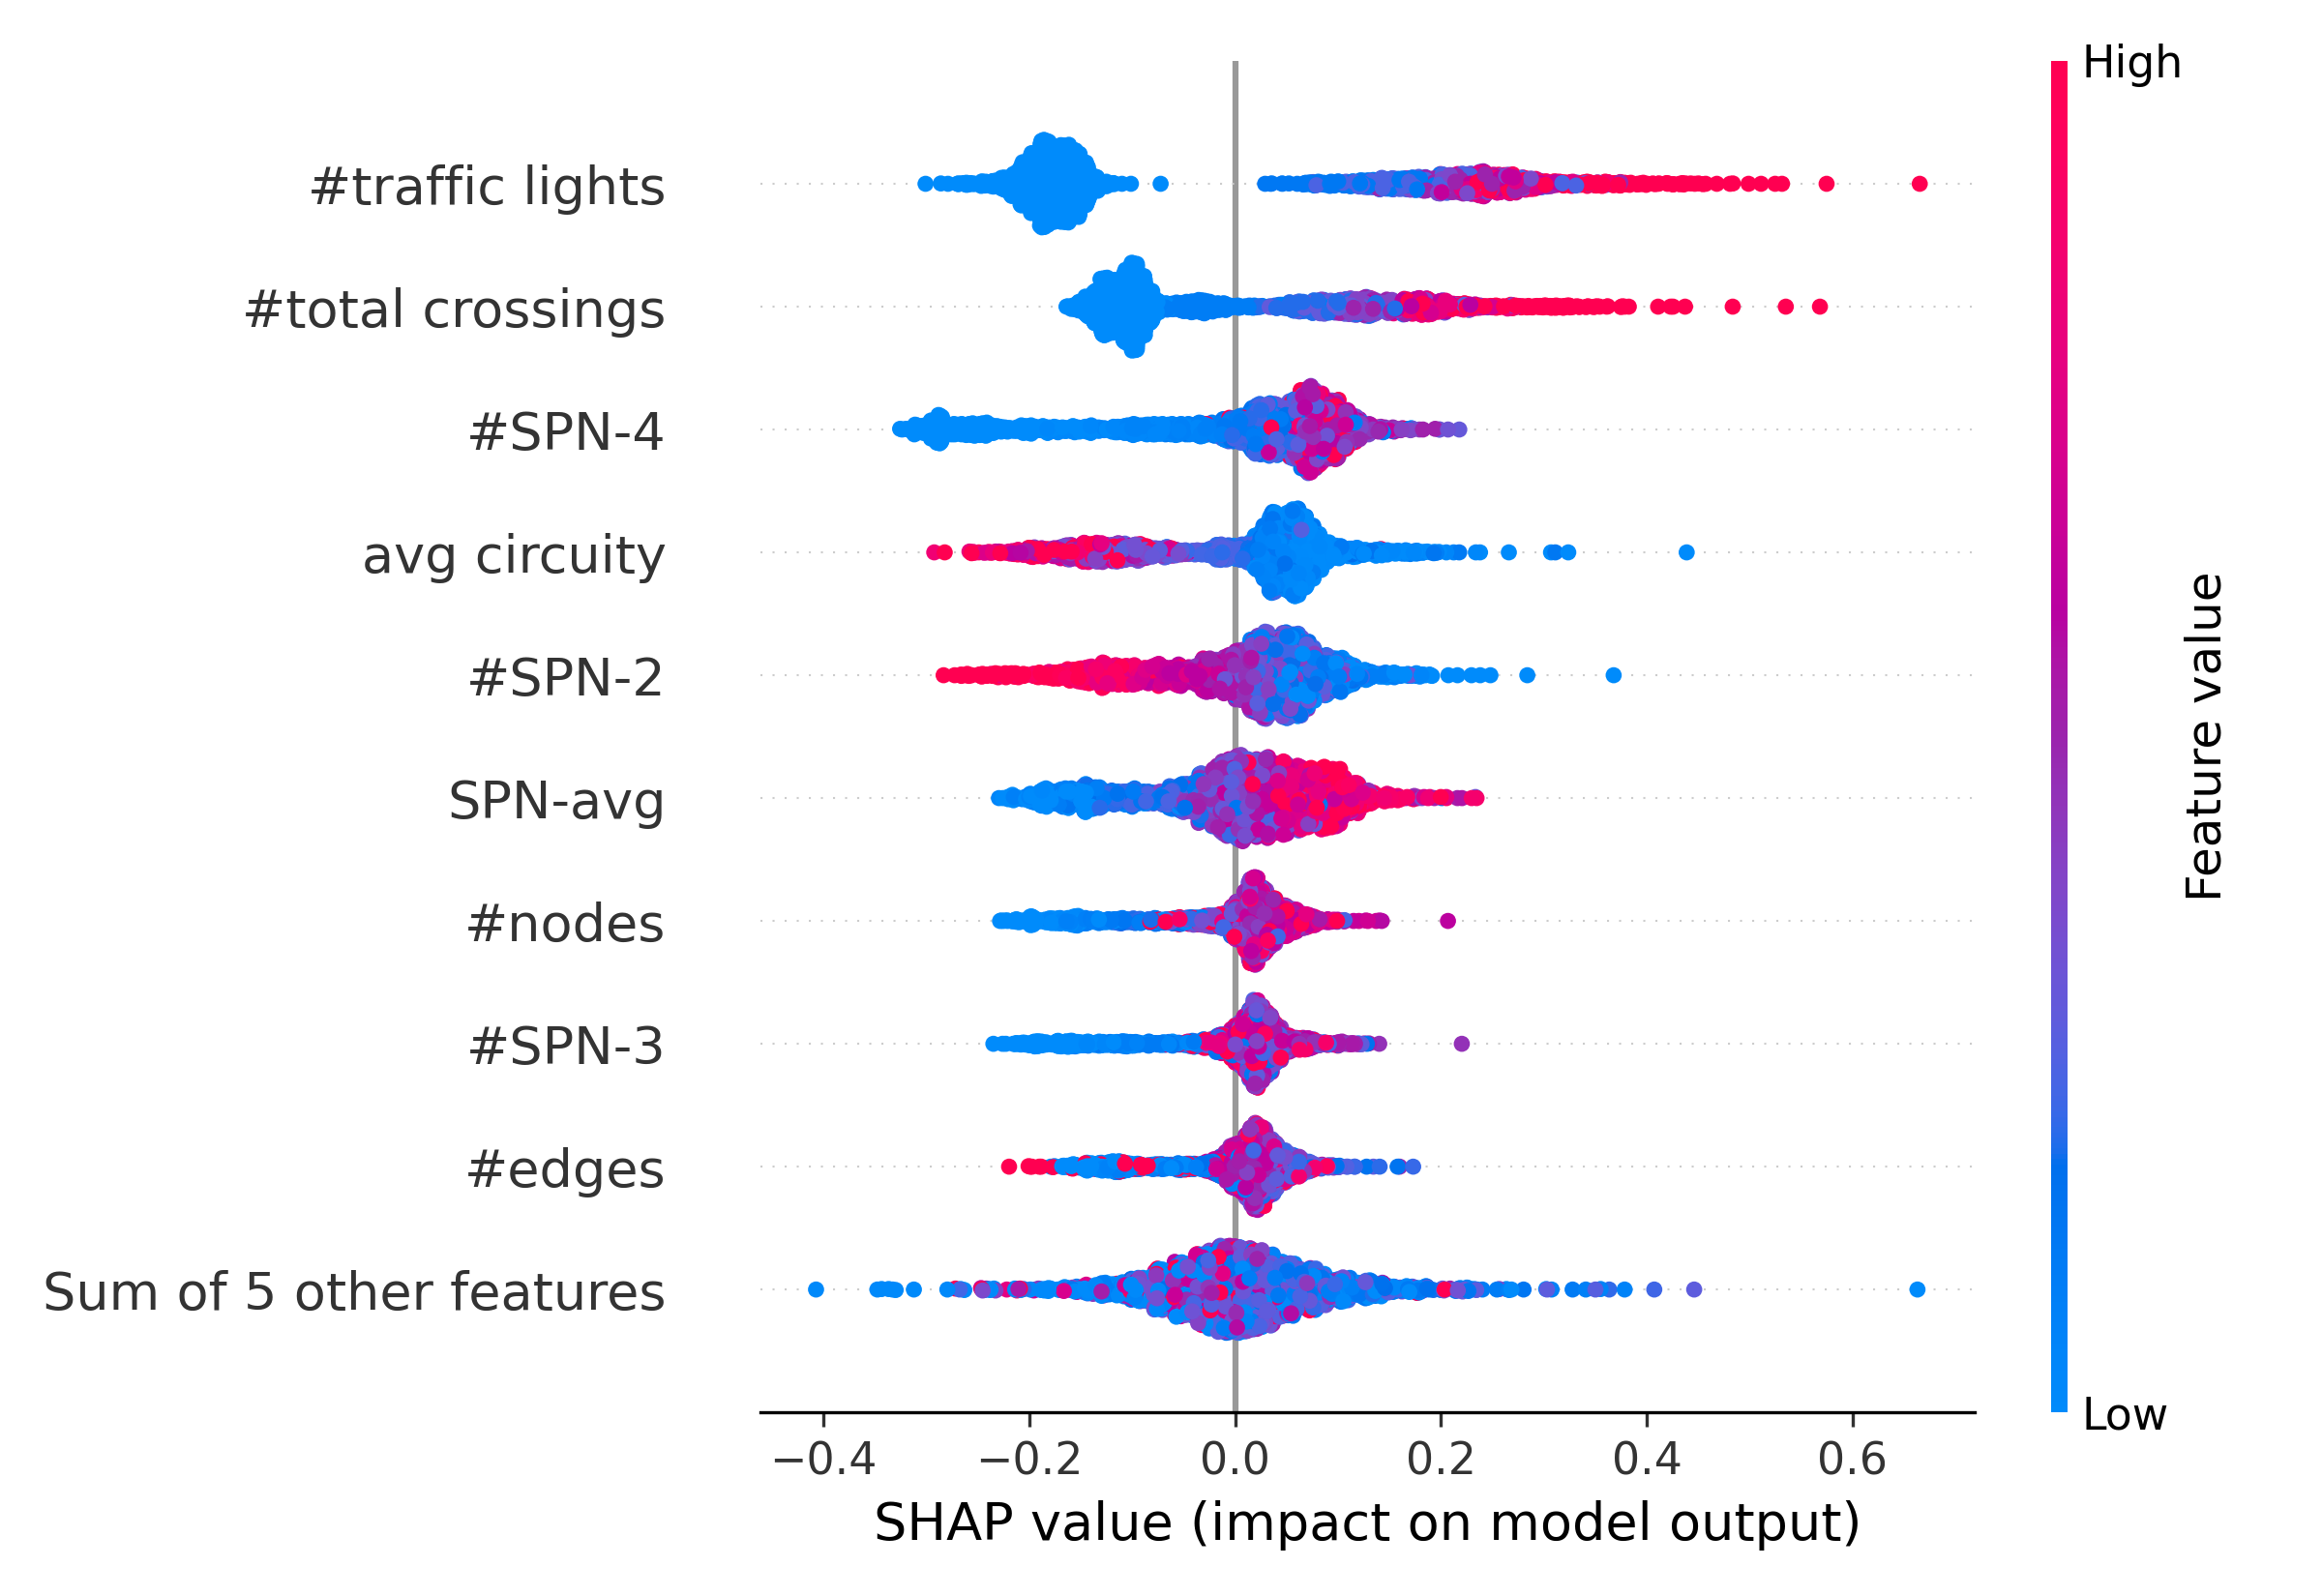 High
#traffic lights
#total crossings
#SPN-4
avg circuity
#SPN-2
SPN-avg
#nodes
#SPN-3
#edges
Sum of 5 other features
Feature value
Low
−0.4 −0.2 0.0 0.2 0.4 0.6
SHAP value (impact on model output)